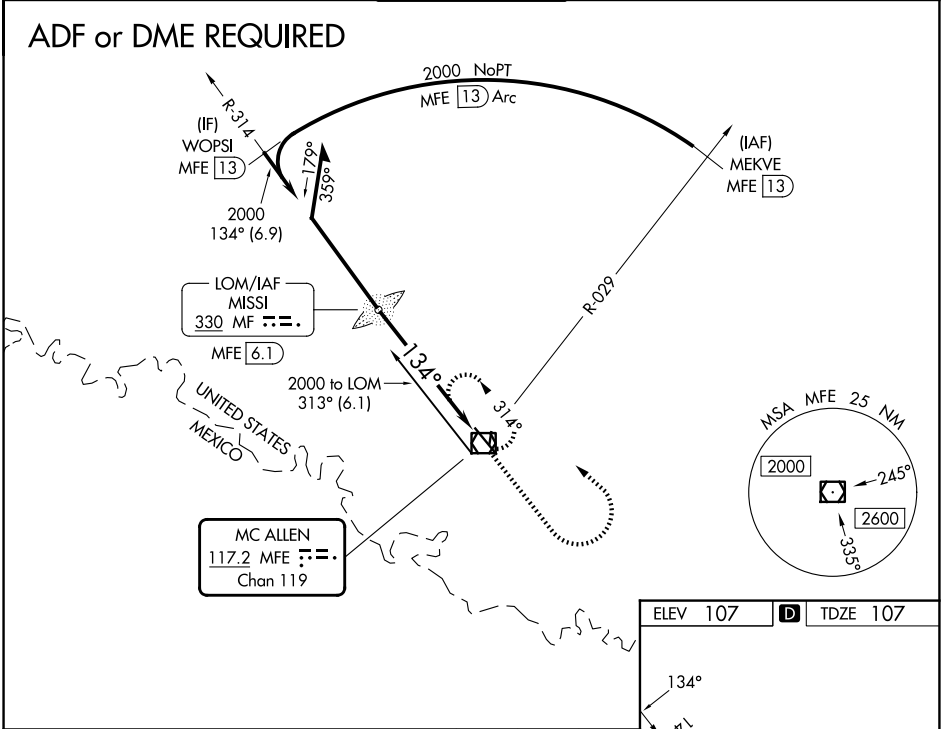 ADF or DME REQUIRED
2000 NoPT
MFE 13 Arc
R-314
(IF)
WOPSI
MFE 13
(IAF)
MEKVE
MFE 13
179°
359°
2000
134° (6.9)
LOM/IAF
MISSI
330 MF
MFE 6.1
R-029
134°
2000 to LOM
313° (6.1)
314°
UNITED STATES
MEXICO
MSA MFE 25 NM
2000
245°
2600
335°
MC ALLEN
117.2 MFE
Chan 119
ELEV 107 D TDZE 107
134°